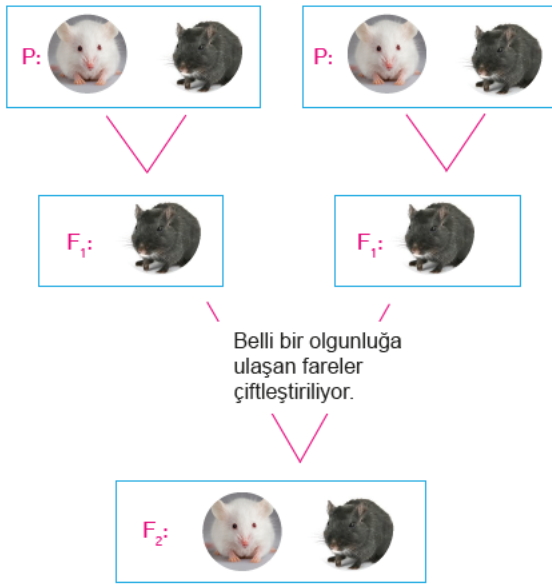 P:
P:
F₁:
F₁:
Belli bir olgunluğa
ulaşan fareler
çiftleştiriliyor.
F₂: